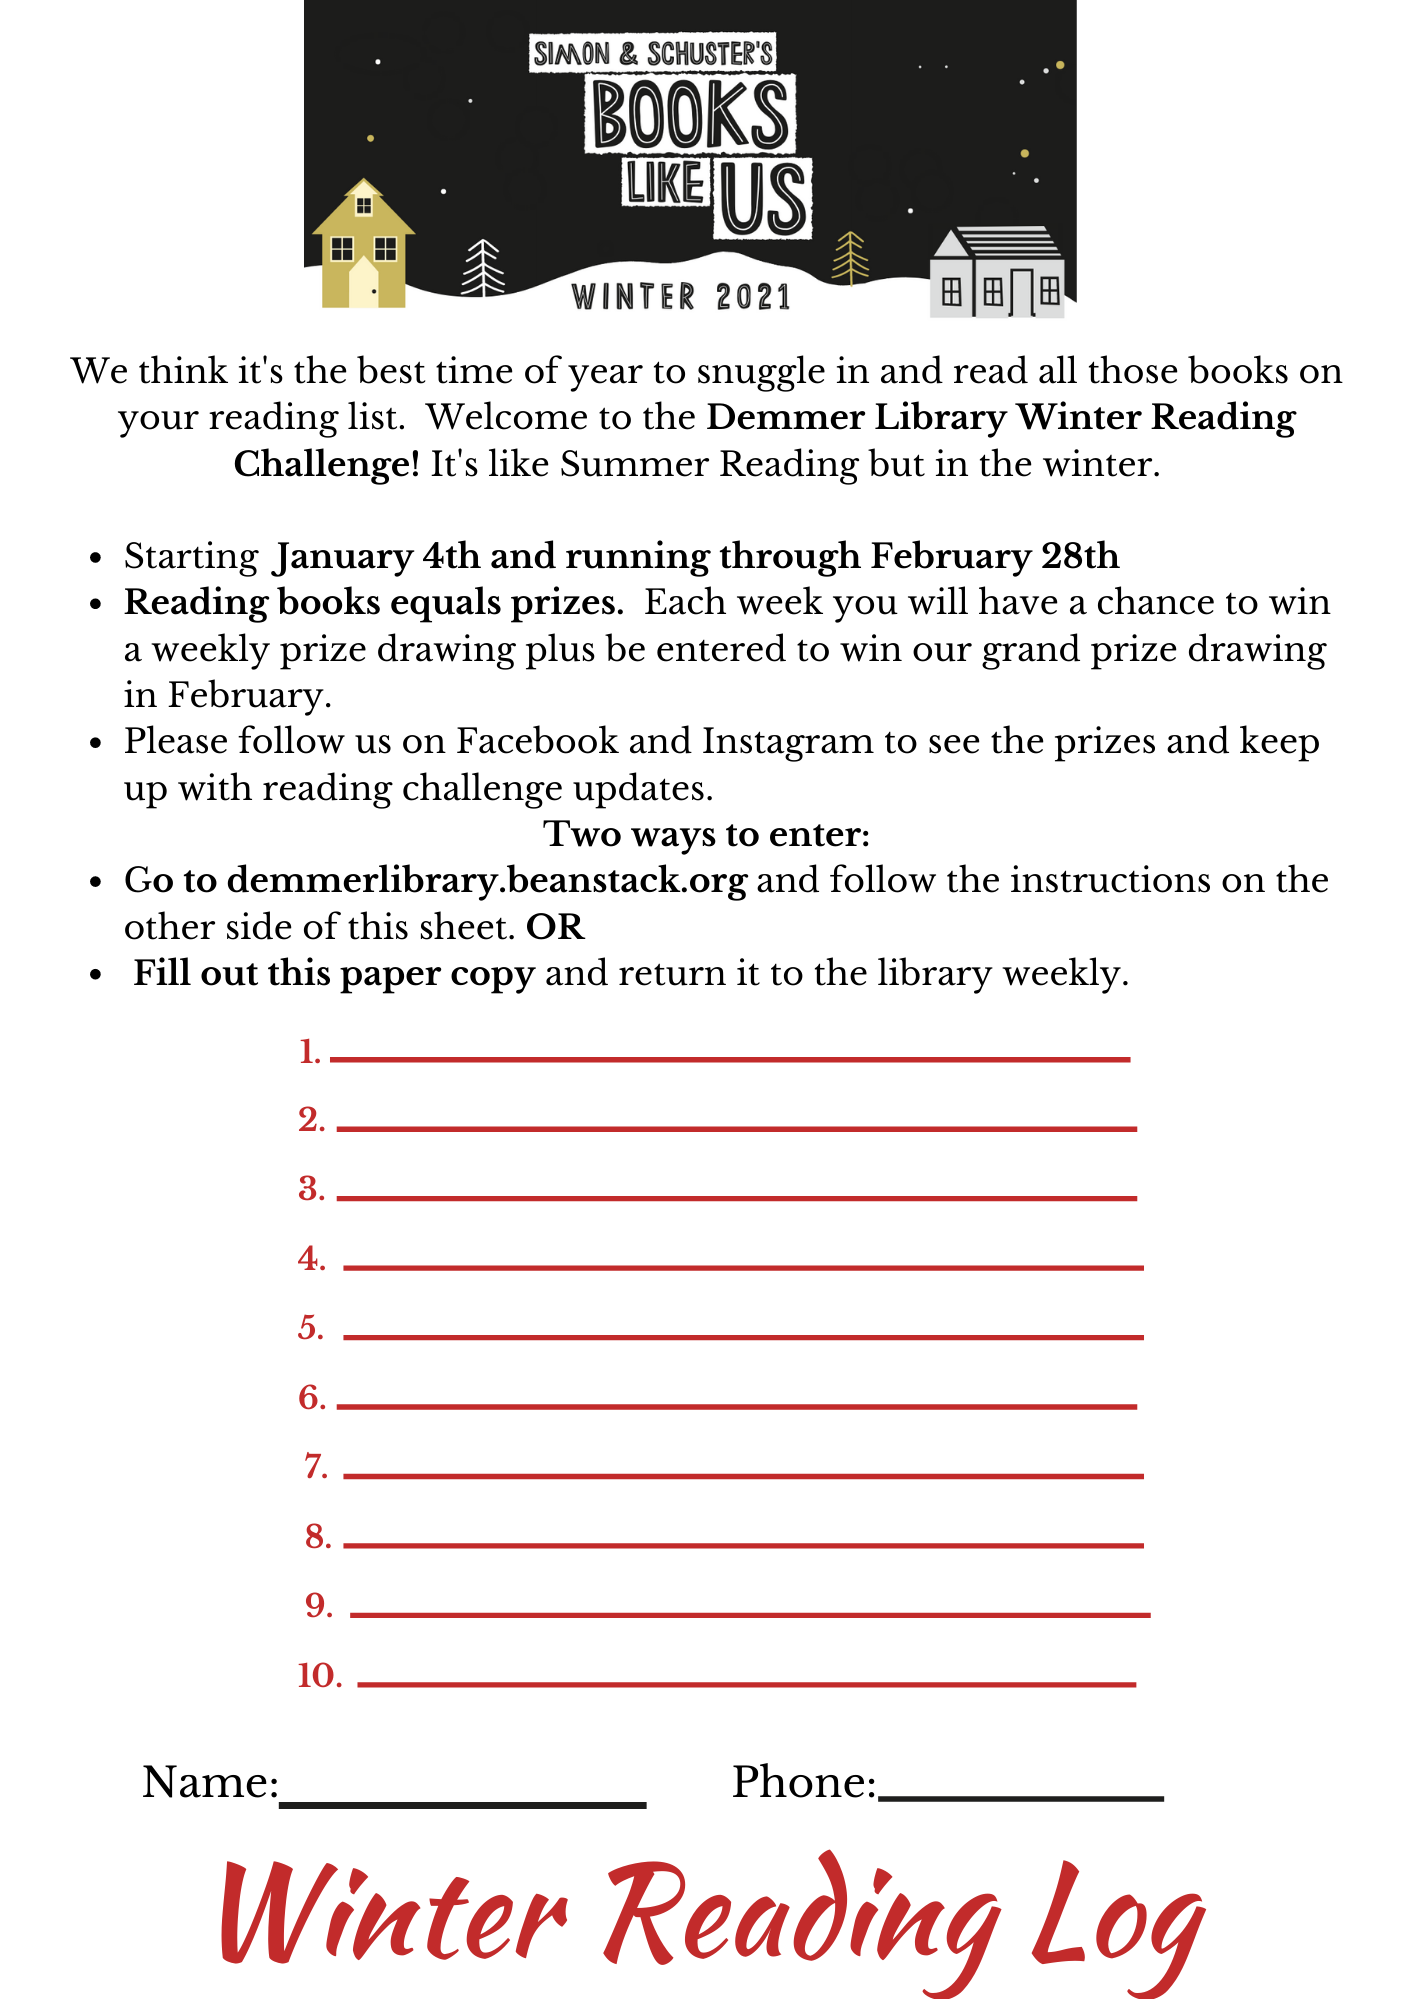 SIMON & SCHUSTER'S
BOOKS
LIKE US
WINTER 2021
We think it's the best time of year to snuggle in and read all those books on
your reading list. Welcome to the Demmer Library Winter Reading
Challenge! It's like Summer Reading but in the winter.
• Starting January 4th and running through February 28th
• Reading books equals prizes. Each week you will have a chance to win
a weekly prize drawing plus be entered to win our grand prize drawing
in February.
• Please follow us on Facebook and Instagram to see the prizes and keep
up with reading challenge updates.
Two ways to enter:
• Go to demmerlibrary.beanstack.org and follow the instructions on the
other side of this sheet. OR
• Fill out this paper copy and return it to the library weekly.
1.
2.
3.
4.
5.
6.
7.
8.
9.
10.
Name: Phone:
Winter Reading Log